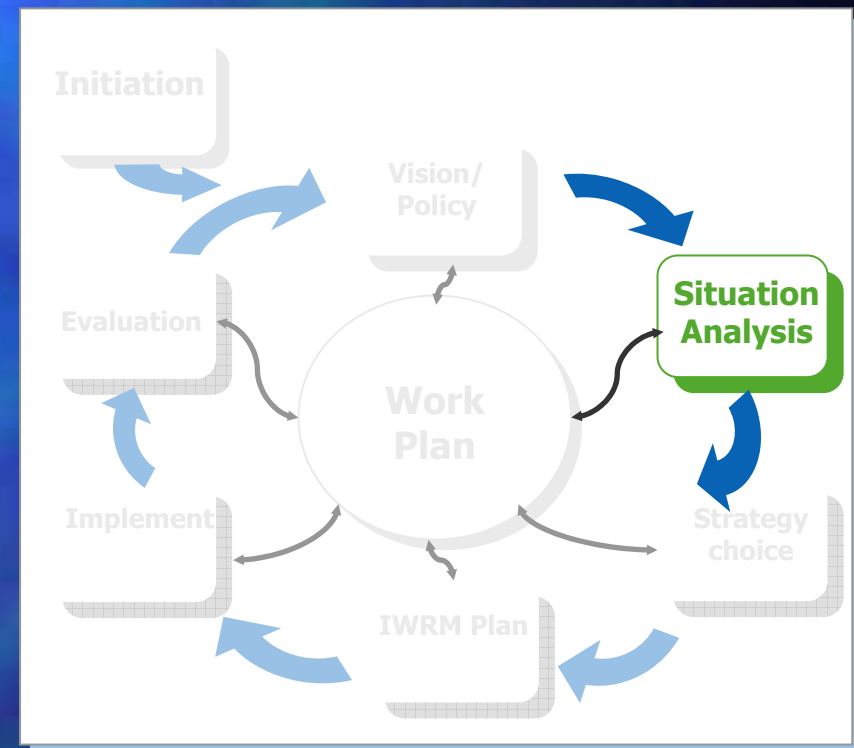 Initiation
Vision/
Policy
Situation
Analysis
Evaluation
Work
Plan
Implement
Strategy
choice
IWRM Plan